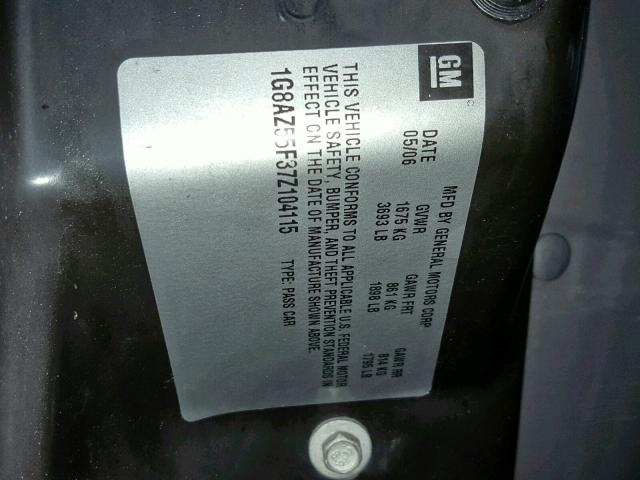 GM
MFD BY GENERAL MOTORS CORP
DATE GVWR GAWR FRT GAWR RR
05/06 1675 KG 861 KG 814 KG
3693 LB 1898 LB 1795 LB
THIS VEHICLE CONFORMS TO ALL APPLICABLE U.S. FEDERAL MOTOR
VEHICLE SAFETY, BUMPER, AND THEFT PREVENTION STANDARDS IN
EFFECT ON THE DATE OF MANUFACTURE SHOWN ABOVE.
1G8AZ55F37Z104115 TYPE: PASS CAR